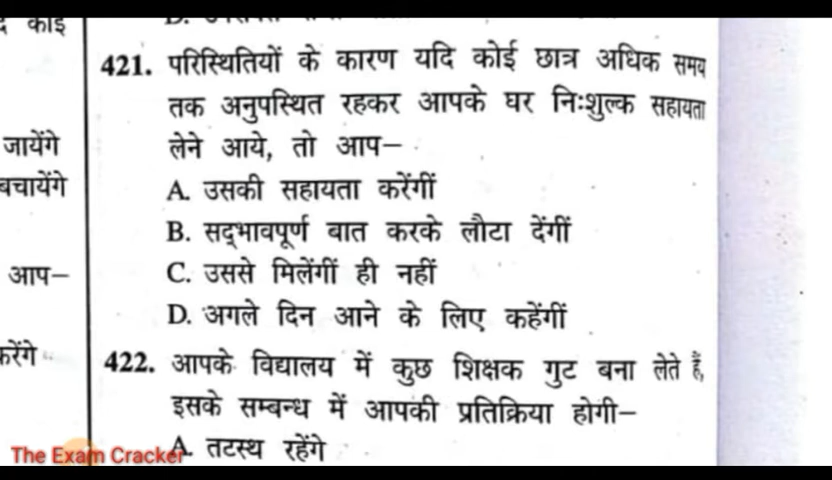 कोई
जायेंगे
बचायेंगे
आप–
करेंगे
421. परिस्थितियों के कारण यदि कोई छात्र अधिक समय
तक अनुपस्थित रहकर आपके घर निःशुल्क सहायता
लेने आये, तो आप–
A. उसकी सहायता करेंगीं
B. सद्भावपूर्ण बात करके लौटा देंगीं
C. उससे मिलेंगीं ही नहीं
D. अगले दिन आने के लिए कहेंगीं
422. आपके विद्यालय में कुछ शिक्षक गुट बना लेते हैं,
इसके सम्बन्ध में आपकी प्रतिक्रिया होगी–
A. तटस्थ रहेंगे
The Exam Cracker